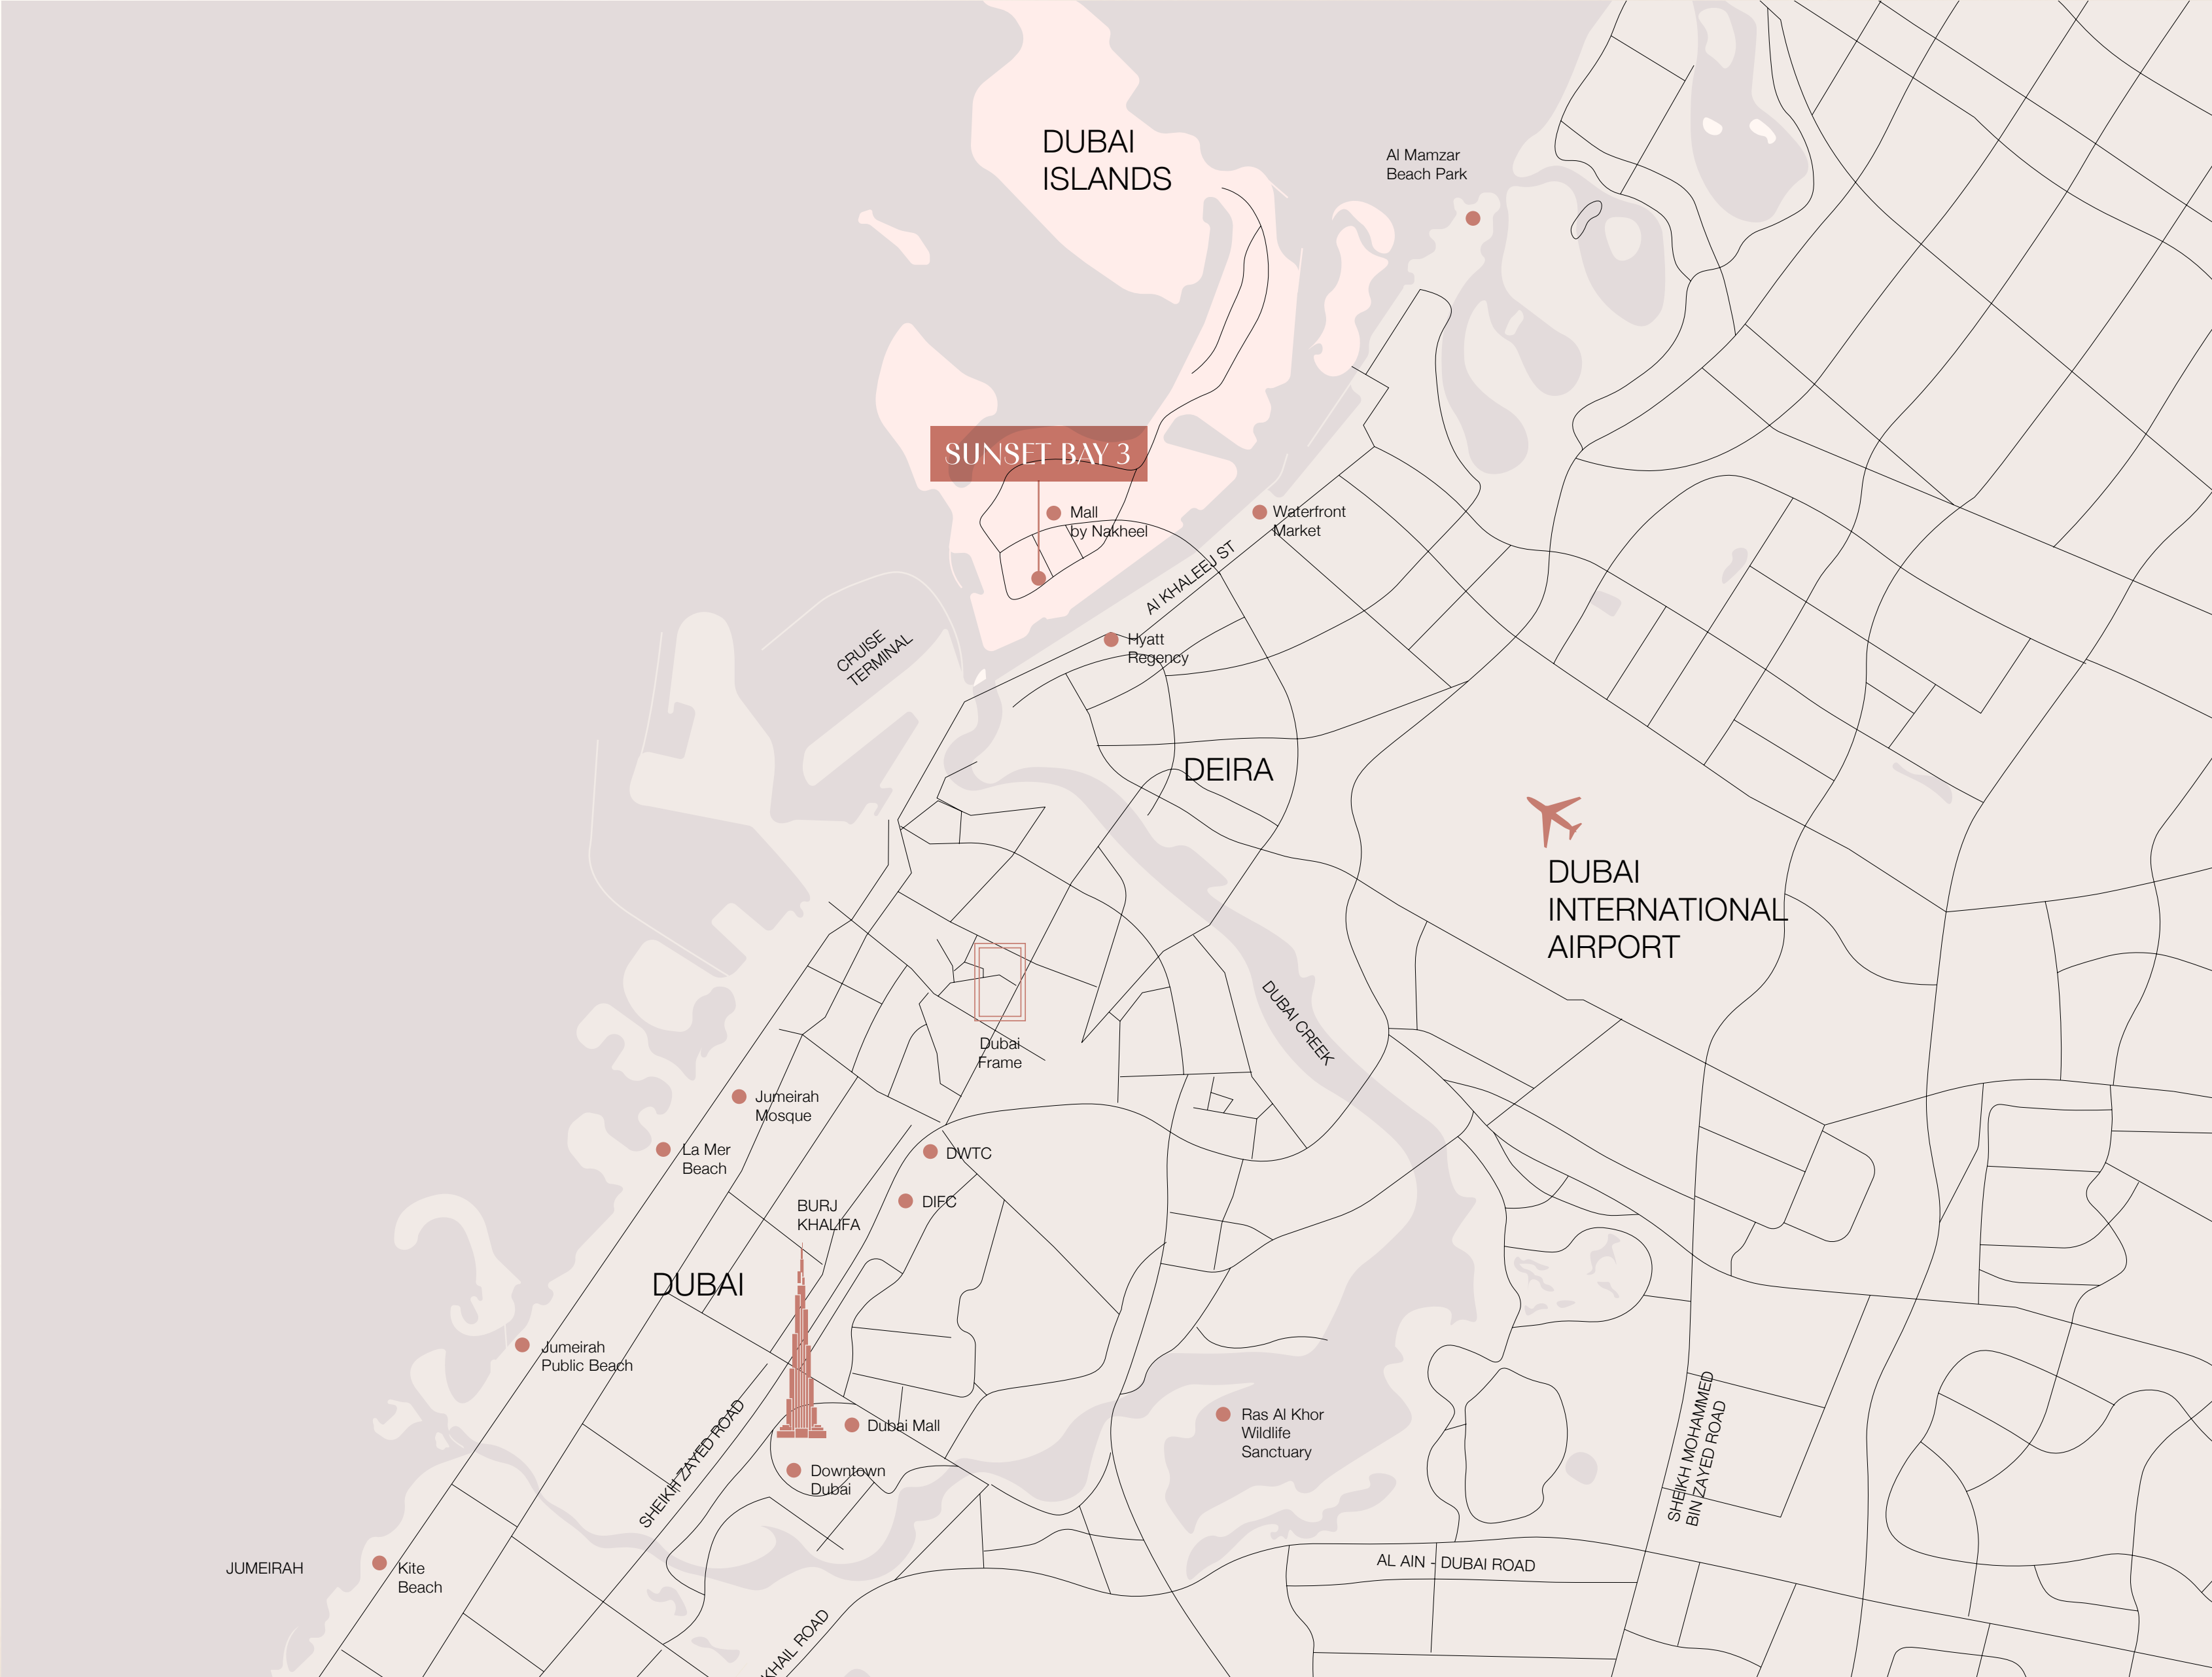 DUBAI
ISLANDS
Al Mamzar
Beach Park
SUNSET BAY 3
Mall
by Nakheel
Waterfront
Market
Al KHALEEJ ST
Hyatt
Regency
CRUISE
TERMINAL
DEIRA
DUBAI
INTERNATIONAL
AIRPORT
DUBAI CREEK
Dubai
Frame
Jumeirah
Mosque
La Mer
Beach
DWTC
DIFC
BURJ
KHALIFA
DUBAI
Jumeirah
Public Beach
Dubai Mall
Downtown
Dubai
SHEIKH ZAYED ROAD
Ras Al Khor
Wildlife
Sanctuary
SHEIKH MOHAMMED
BIN ZAYED ROAD
AL AIN - DUBAI ROAD
JUMEIRAH
Kite
Beach
KHAIL ROAD